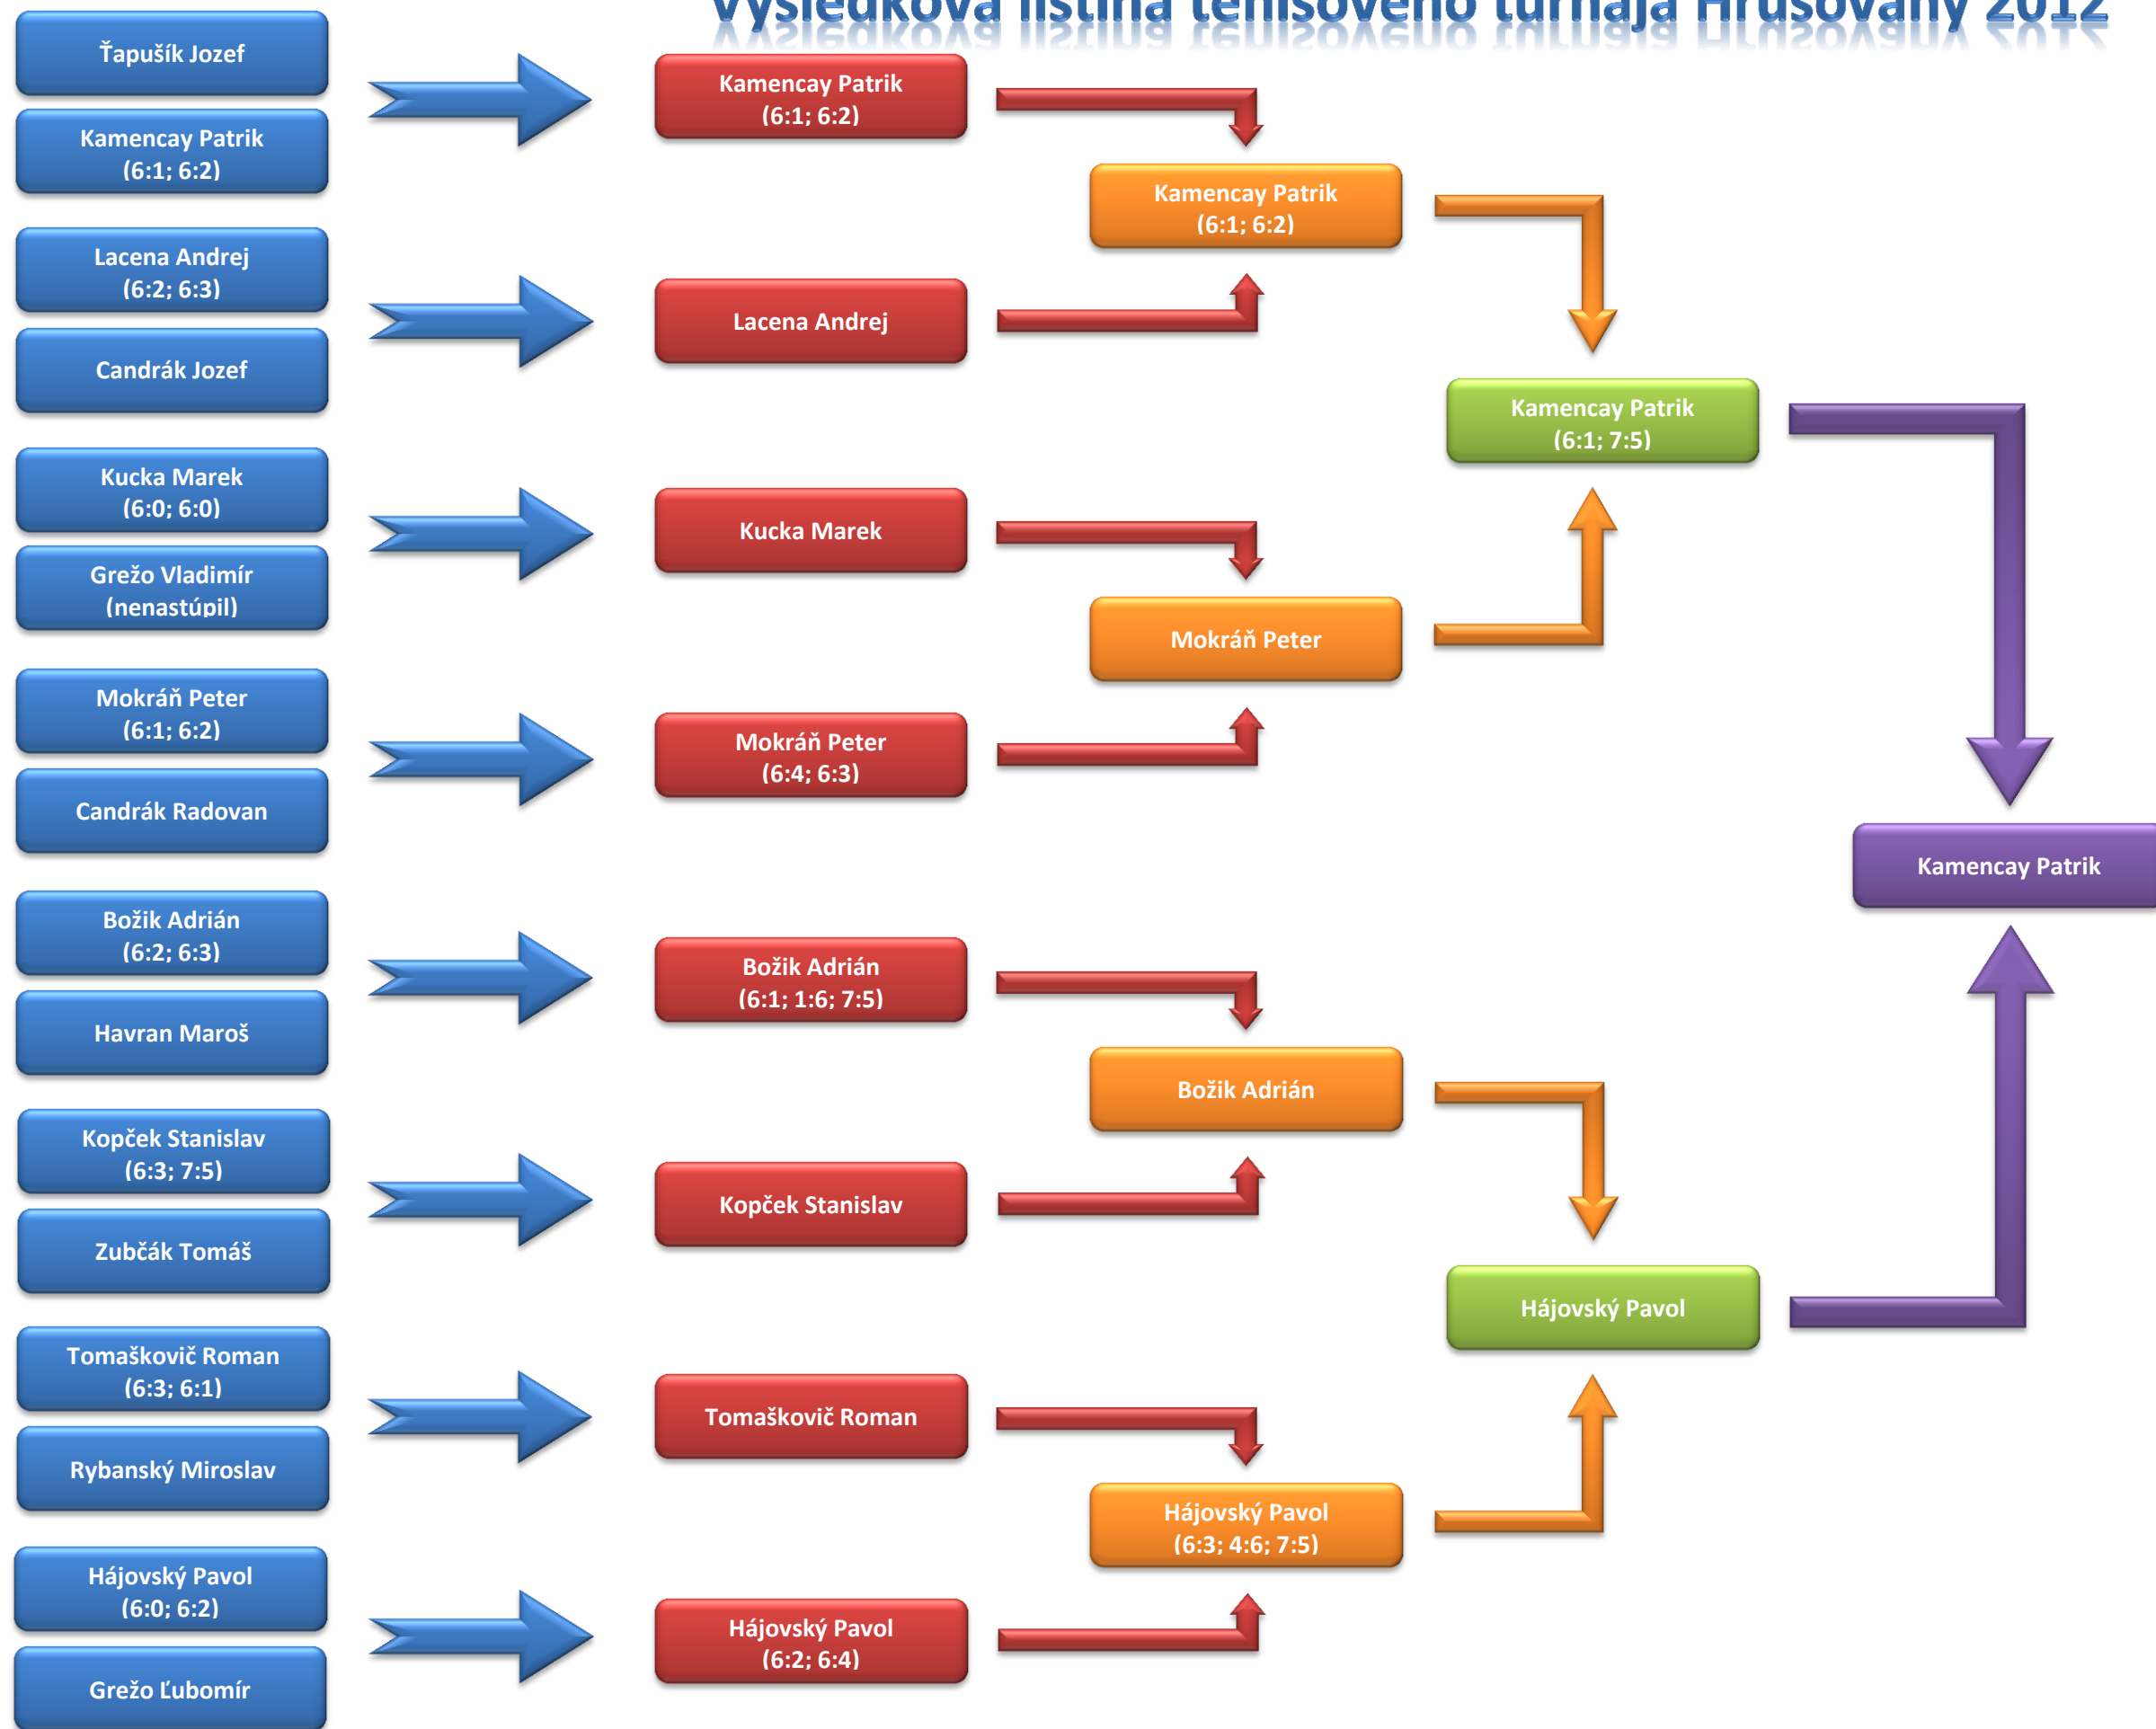 Výsledková listina tenisového turnaja Hrušovany 2012
Ťapušík Jozef
Kamencay Patrik
(6:1; 6:2)
Lacena Andrej
(6:2; 6:3)
Candrák Jozef
Kucka Marek
(6:0; 6:0)
Grežo Vladimír
(nenastúpil)
Mokráň Peter
(6:1; 6:2)
Candrák Radovan
Božik Adrián
(6:2; 6:3)
Havran Maroš
Kopček Stanislav
(6:3; 7:5)
Zubčák Tomáš
Tomaškovič Roman
(6:3; 6:1)
Rybanský Miroslav
Hájovský Pavol
(6:0; 6:2)
Grežo Ľubomír
Kamencay Patrik
(6:1; 6:2)
Lacena Andrej
Kucka Marek
Mokráň Peter
(6:4; 6:3)
Božik Adrián
(6:1; 1:6; 7:5)
Kopček Stanislav
Tomaškovič Roman
Hájovský Pavol
(6:2; 6:4)
Kamencay Patrik
(6:1; 6:2)
Mokráň Peter
Božik Adrián
Hájovský Pavol
(6:3; 4:6; 7:5)
Kamencay Patrik
(6:1; 7:5)
Hájovský Pavol
Kamencay Patrik